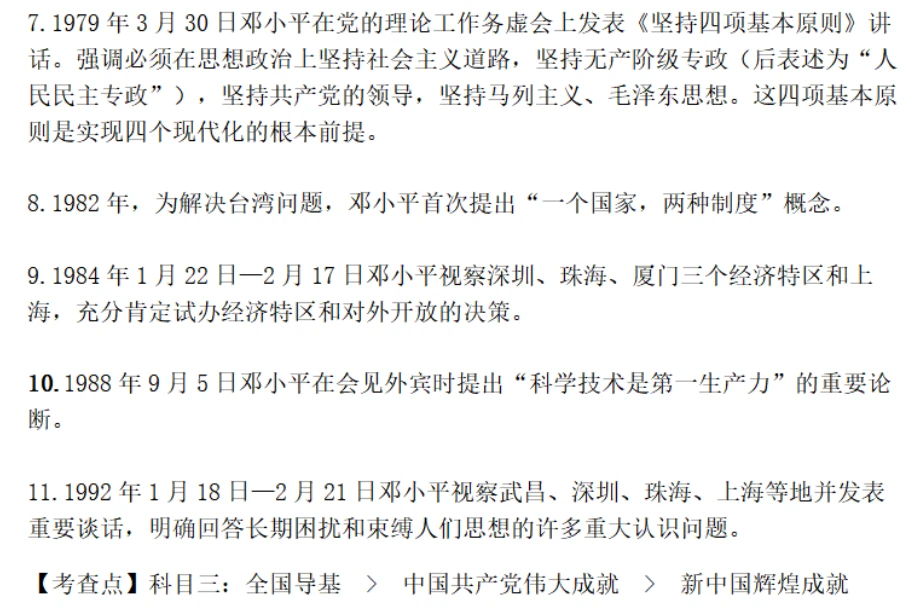 7.1979 年 3 月 30 日邓小平在党的理论工作务虚会上发表《坚持四项基本原则》讲
话。强调必须在思想政治上坚持社会主义道路，坚持无产阶级专政（后表述为“人
民民主专政”），坚持共产党的领导，坚持马列主义、毛泽东思想。这四项基本原
则是实现四个现代化的根本前提。
8.1982 年，为解决台湾问题，邓小平首次提出“一个国家，两种制度”概念。
9.1984 年 1 月 22 日—2 月 17 日邓小平视察深圳、珠海、厦门三个经济特区和上
海，充分肯定试办经济特区和对外开放的决策。
10.1988 年 9 月 5 日邓小平在会见外宾时提出“科学技术是第一生产力”的重要论
断。
11.1992 年 1 月 18 日—2 月 21 日邓小平视察武昌、深圳、珠海、上海等地并发表
重要谈话，明确回答长期困扰和束缚人们思想的许多重大认识问题。
【考查点】科目三：全国导基 > 中国共产党伟大成就 > 新中国辉煌成就